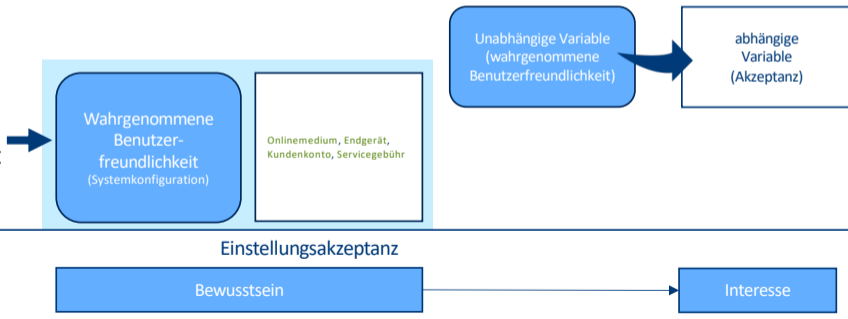 Unabhängige Variable
(wahrgenommene
Benutzerfreundlichkeit)
abhängige
Variable
(Akzeptanz)
Wahrgenommene
Benutzer-
freundlichkeit
(Systemkonfiguration)
Onlinemedium, Endgerät,
Kundenkonto, Servicegebühr
Einstellungsakzeptanz
Bewusstsein
Interesse